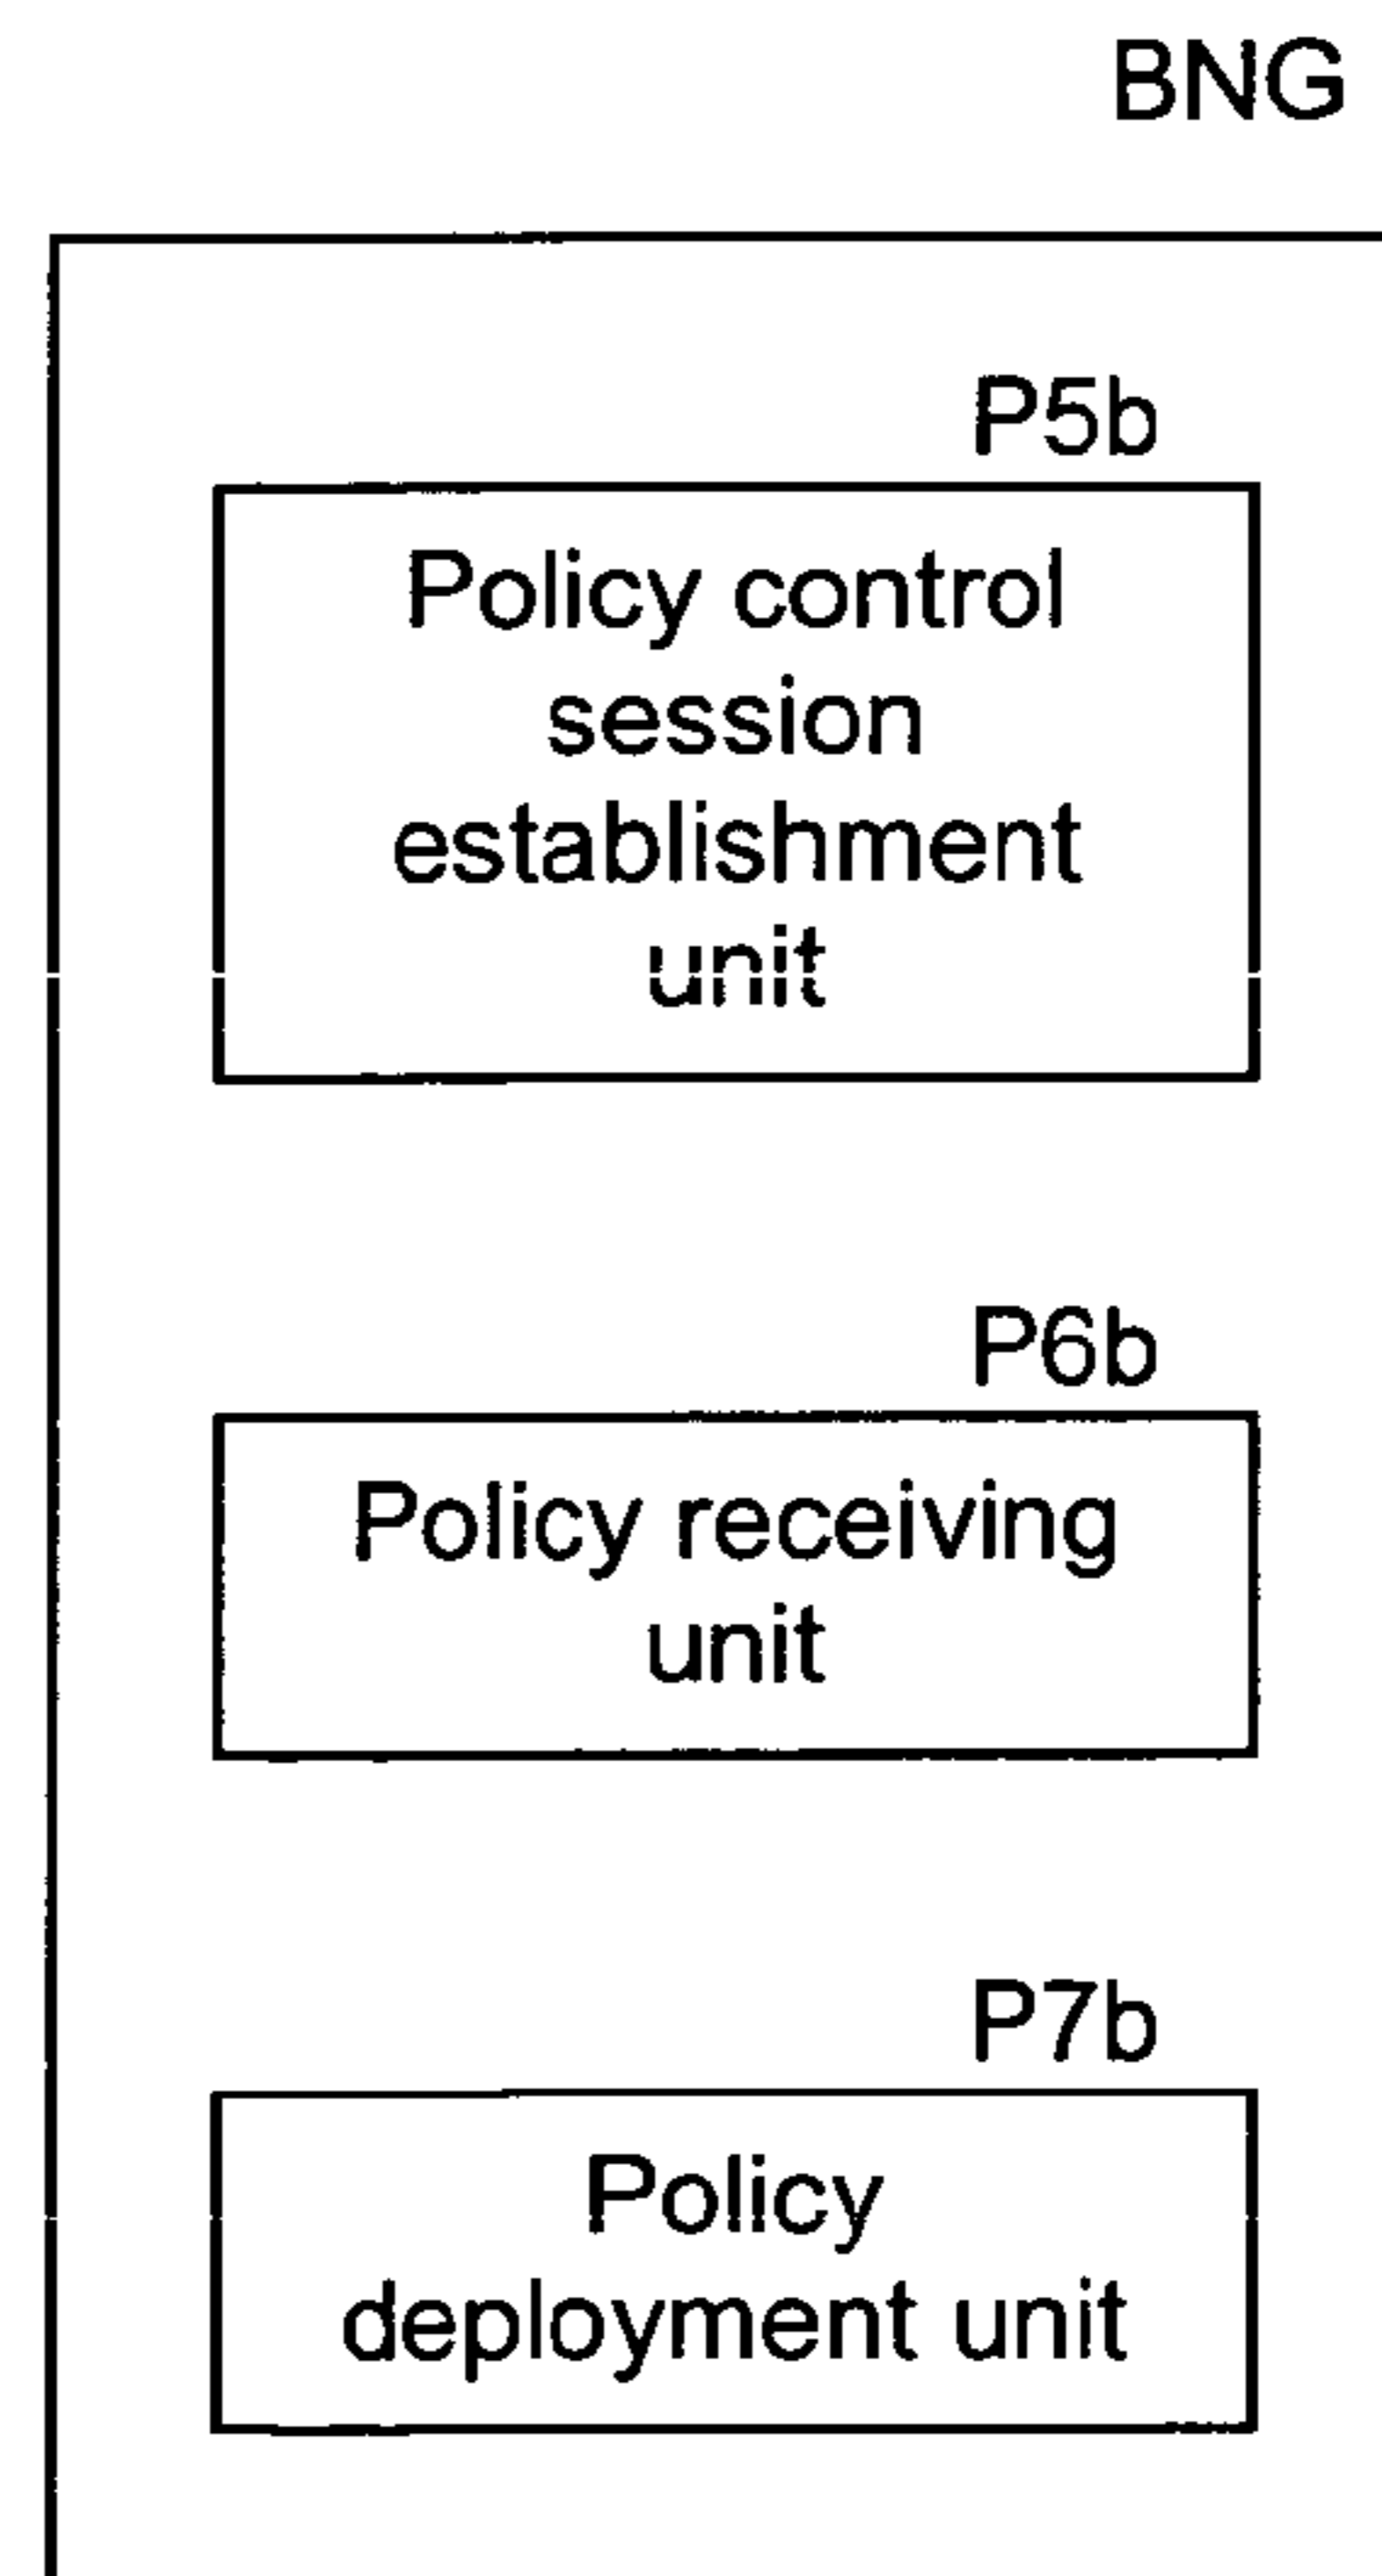 BNG
P5b
Policy control
session
establishment
unit
P6b
Policy receiving
unit
P7b
Policy
deployment unit